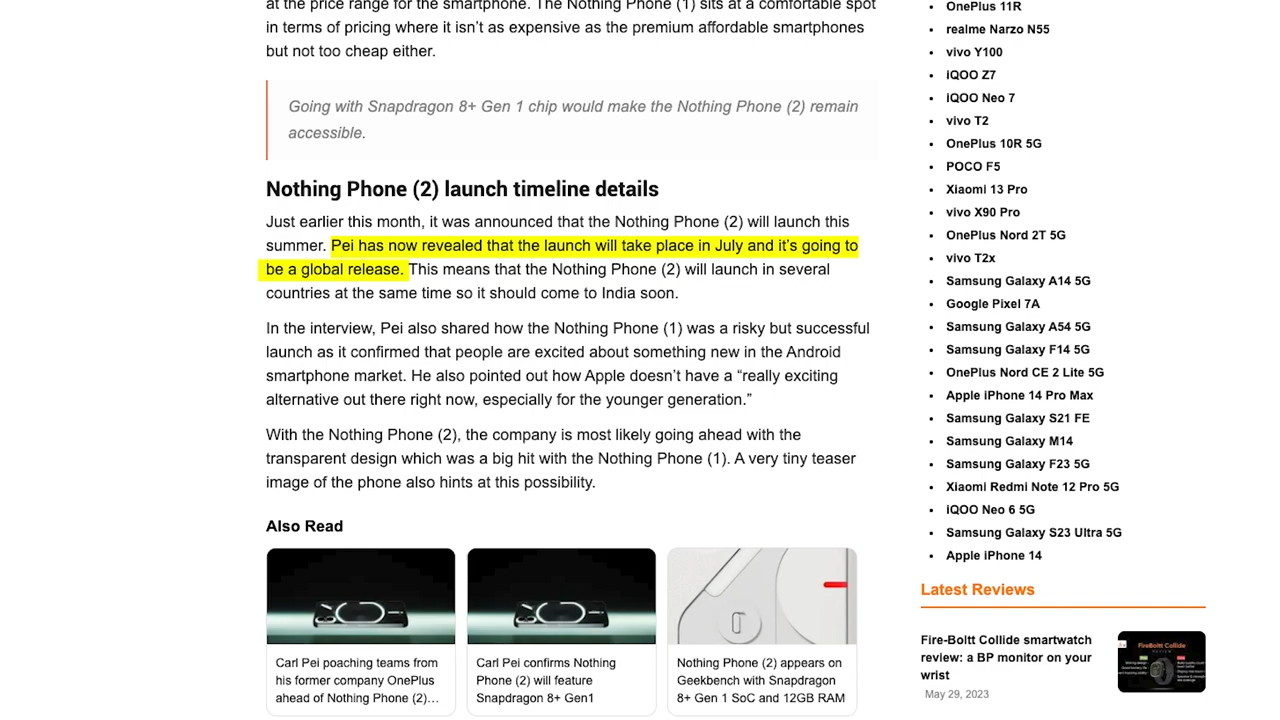 at the price range for the smartphone. The Nothing Phone (1) sits at a comfortable spot
in terms of pricing where it isn't as expensive as the premium affordable smartphones
but not too cheap either.
Going with Snapdragon 8+ Gen 1 chip would make the Nothing Phone (2) remain
accessible.
Nothing Phone (2) launch timeline details
Just earlier this month, it was announced that the Nothing Phone (2) will launch this
summer. Pei has now revealed that the launch will take place in July and it's going to
be a global release. This means that the Nothing Phone (2) will launch in several
countries at the same time so it should come to India soon.
In the interview, Pei also shared how the Nothing Phone (1) was a risky but successful
launch as it confirmed that people are excited about something new in the Android
smartphone market. He also pointed out how Apple doesn't have a “really exciting
alternative out there right now, especially for the younger generation.”
With the Nothing Phone (2), the company is most likely going ahead with the
transparent design which was a big hit with the Nothing Phone (1). A very tiny teaser
image of the phone also hints at this possibility.
Also Read
Carl Pei poaching teams from
his former company OnePlus
ahead of Nothing Phone (2)…
Carl Pei confirms Nothing
Phone (2) will feature
Snapdragon 8+ Gen1
Nothing Phone (2) appears on
Geekbench with Snapdragon
8+ Gen 1 SoC and 12GB RAM
OnePlus 11R
realme Narzo N55
vivo Y100
iQOO Z7
iQOO Neo 7
vivo T2
OnePlus 10R 5G
POCO F5
Xiaomi 13 Pro
vivo X90 Pro
OnePlus Nord 2T 5G
vivo T2x
Samsung Galaxy A14 5G
Google Pixel 7A
Samsung Galaxy A54 5G
Samsung Galaxy F14 5G
OnePlus Nord CE 2 Lite 5G
Apple iPhone 14 Pro Max
Samsung Galaxy S21 FE
Samsung Galaxy M14
Samsung Galaxy F23 5G
Xiaomi Redmi Note 12 Pro 5G
iQOO Neo 6 5G
Samsung Galaxy S23 Ultra 5G
Apple iPhone 14
Latest Reviews
Fire-Boltt Collide smartwatch
review: a BP monitor on your
wrist
May 29, 2023
FireBoltt Collide
REVIEW